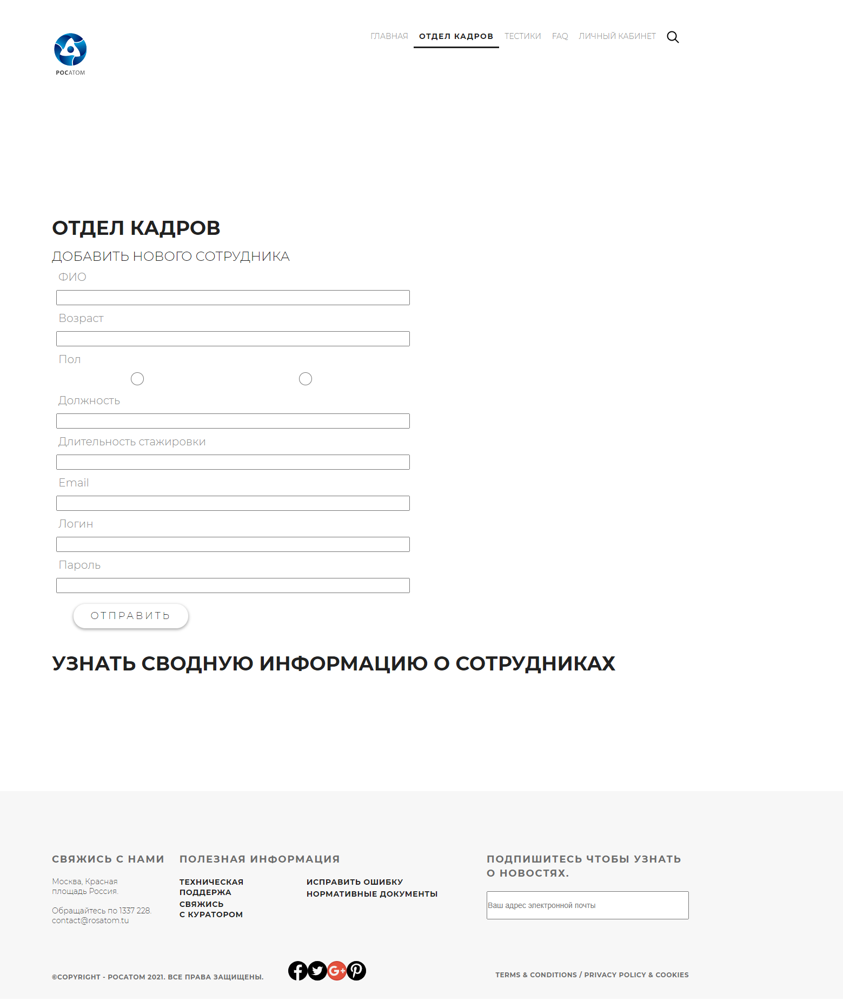 ГЛАВНАЯ ОТДЕЛ КАДРОВ ТЕСТИКИ FAQ ЛИЧНЫЙ КАБИНЕТ
РОСАТОМ
ОТДЕЛ КАДРОВ
ДОБАВИТЬ НОВОГО СОТРУДНИКА
ФИО
Возраст
Пол
Должность
Длительность стажировки
Email
Логин
Пароль
ОТПРАВИТЬ
УЗНАТЬ СВОДНУЮ ИНФОРМАЦИЮ О СОТРУДНИКАХ
СВЯЖИСЬ С НАМИ
Москва, Красная
площадь Россия.
Обращайтесь по 1337 228.
contact@rosatom.tu
ПОЛЕЗНАЯ ИНФОРМАЦИЯ
ТЕХНИЧЕСКАЯ
ПОДДЕРЖА
СВЯЖИСЬ
С КУРАТОРОМ
ИСПРАВИТЬ ОШИБКУ
НОРМАТИВНЫЕ ДОКУМЕНТЫ
ПОДПИШИТЕСЬ ЧТОБЫ УЗНАТЬ
О НОВОСТЯХ.
Ваш адрес электронной почты
©COPYRIGHT - РОСАТОМ 2021. ВСЕ ПРАВА ЗАЩИЩЕНЫ.
TERMS & CONDITIONS / PRIVACY POLICY & COOKIES